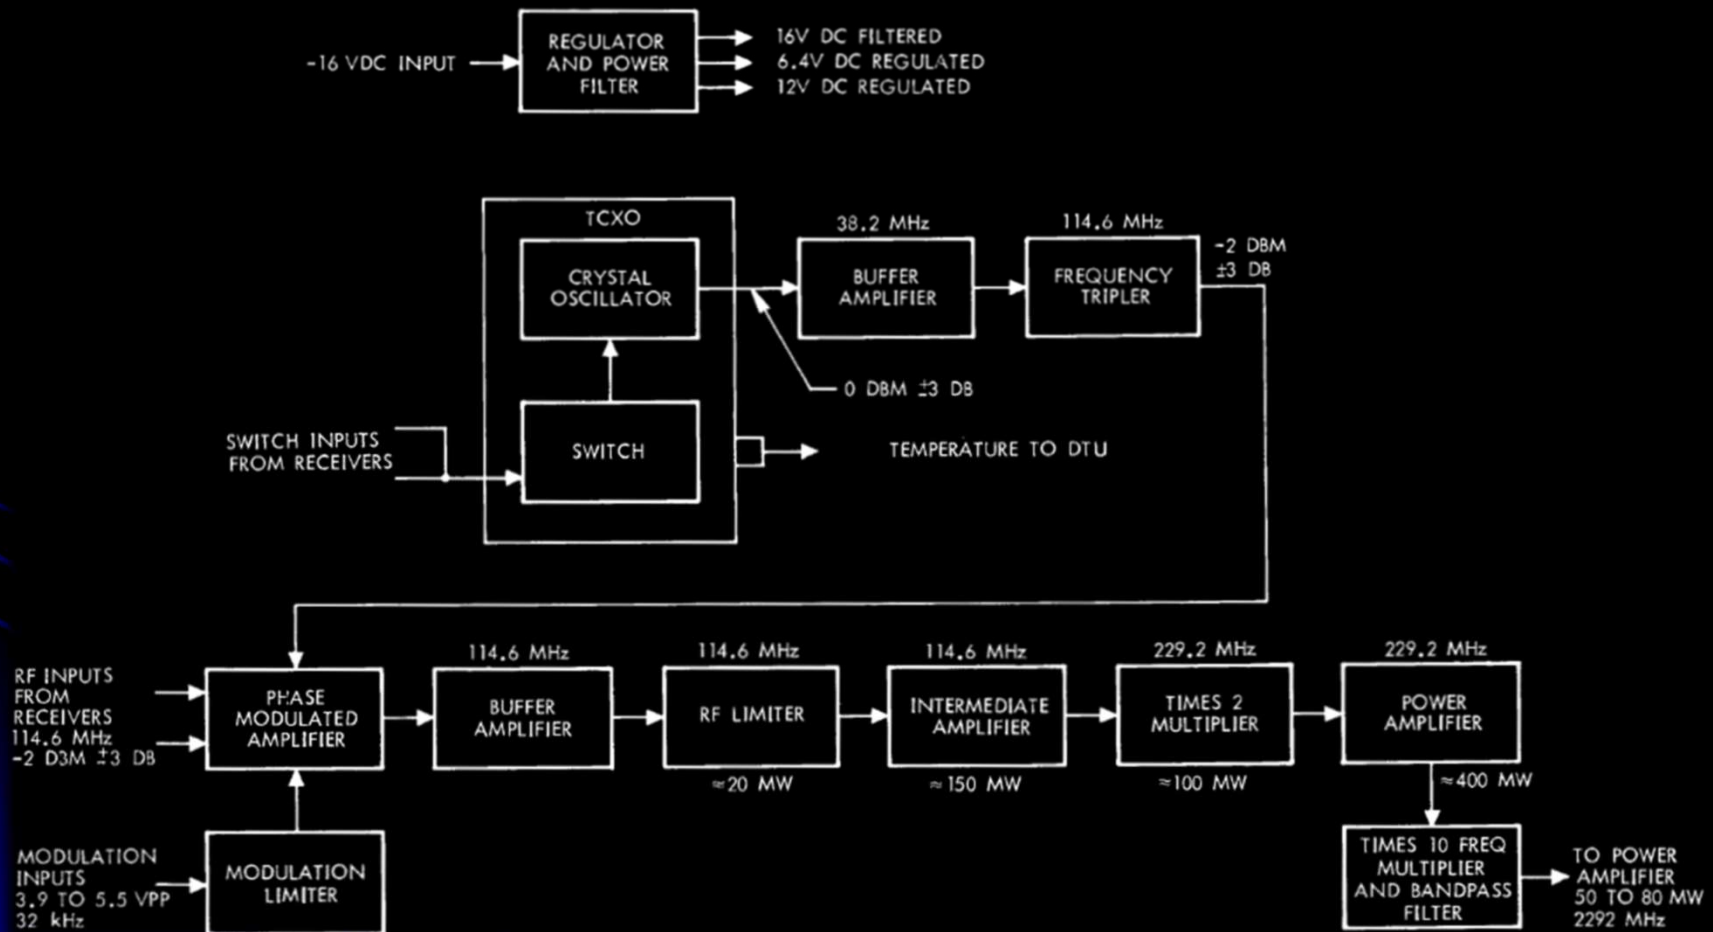 REGULATOR
AND POWER
FILTER
-16 VDC INPUT
16V DC FILTERED
6.4V DC REGULATED
12V DC REGULATED
TCXO
CRYSTAL
OSCILLATOR
38.2 MHz
BUFFER
AMPLIFIER
114.6 MHz
FREQUENCY
TRIPLER
-2 DBM
±3 DB
0 DBM ±3 DB
SWITCH INPUTS
FROM RECEIVERS
SWITCH
TEMPERATURE TO DTU
RF INPUTS
FROM
RECEIVERS
114.6 MHz
-2 DBM ±3 DB
PHASE
MODULATED
AMPLIFIER
114.6 MHz
BUFFER
AMPLIFIER
114.6 MHz
RF LIMITER
≈20 MW
114.6 MHz
INTERMEDIATE
AMPLIFIER
≈150 MW
229.2 MHz
TIMES 2
MULTIPLIER
≈100 MW
229.2 MHz
POWER
AMPLIFIER
≈400 MW
MODULATION
INPUTS
3.9 TO 5.5 VPP
32 kHz
MODULATION
LIMITER
TIMES 10 FREQ
MULTIPLIER
AND BANDPASS
FILTER
TO POWER
AMPLIFIER
50 TO 80 MW
2292 MHz